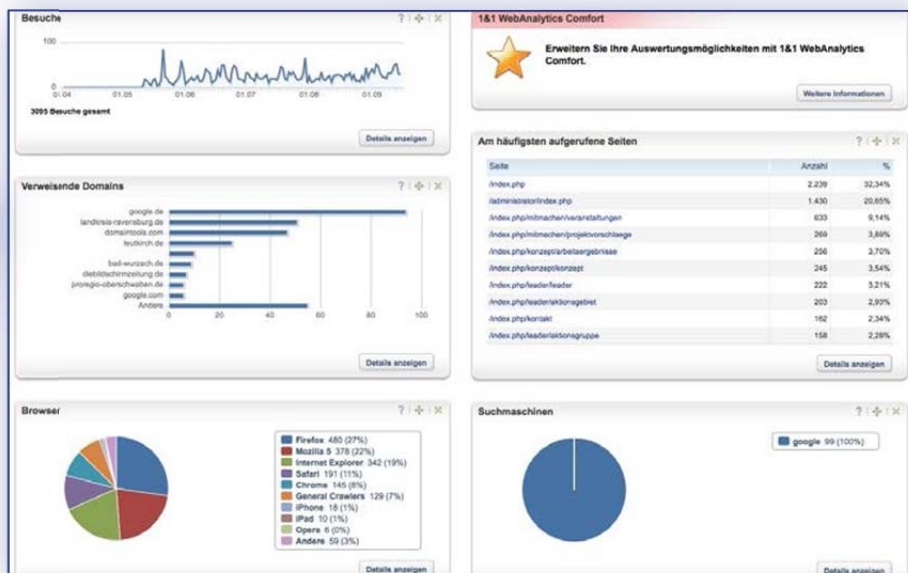 Besuche
100
0
01.04 01.05 01.06 01.07 01.08 01.09
3095 Besuche gesamt
Details anzeigen
1&1 WebAnalytics Comfort
Erweitern Sie Ihre Auswertungsmöglichkeiten mit 1&1 WebAnalytics
Comfort.
Weitere Informationen
Verweisende Domains
google.de
landkreis-ravensburg.de
domaintools.com
leutkirch.de
bad-wurzach.de
diebildschirmzeitung.de
proregio-oberschwaben.de
google.com
Andere
0 20 40 60 80 100
Details anzeigen
Am häufigsten aufgerufene Seiten
Seite Anzahl %
/index.php 2.239 32,34%
/administrator/index.php 1.430 20,65%
/index.php/mitmachen/veranstaltungen 633 9,14%
/index.php/mitmachen/projektvorschlaege 269 3,89%
/index.php/konzept/arbeitsergebnisse 256 3,70%
/index.php/konzept/konzept 245 3,54%
/index.php/leader/leader 222 3,21%
/index.php/leader/aktionsgebiet 203 2,93%
/index.php/kontakt 162 2,34%
/index.php/leader/aktionsgruppe 158 2,28%
Details anzeigen
Browser
Firefox 480 (27%)
Mozilla 5 378 (22%)
Internet Explorer 342 (19%)
Safari 191 (11%)
Chrome 145 (8%)
General Crawlers 129 (7%)
iPhone 18 (1%)
iPad 10 (1%)
Opera 6 (0%)
Andere 59 (3%)
Details anzeigen
Suchmaschinen
google 99 (100%)
Details anzeigen